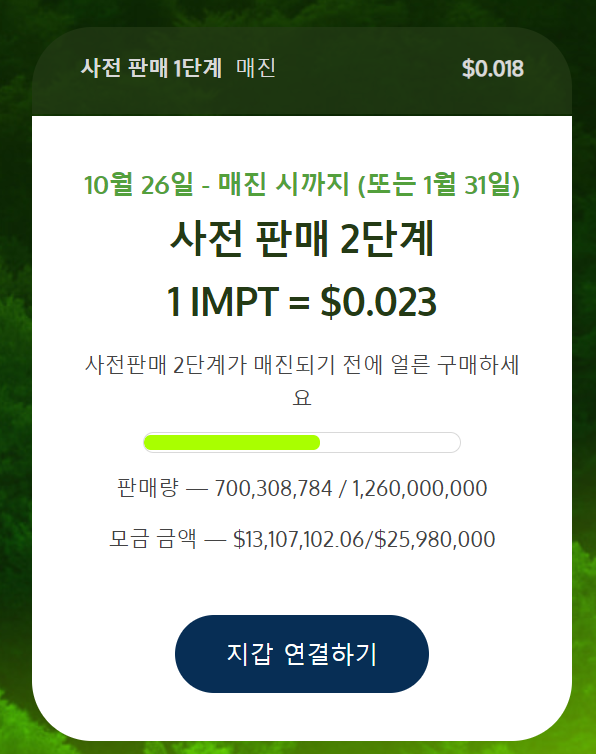 사전 판매 1단계 매진 $0.018
10월 26일 - 매진 시까지 (또는 1월 31일)
사전 판매 2단계
1 IMPT = $0.023
사전판매 2단계가 매진되기 전에 얼른 구매하세
요
판매량 — 700,308,784 / 1,260,000,000
모금 금액 — $13,107,102.06/$25,980,000
지갑 연결하기